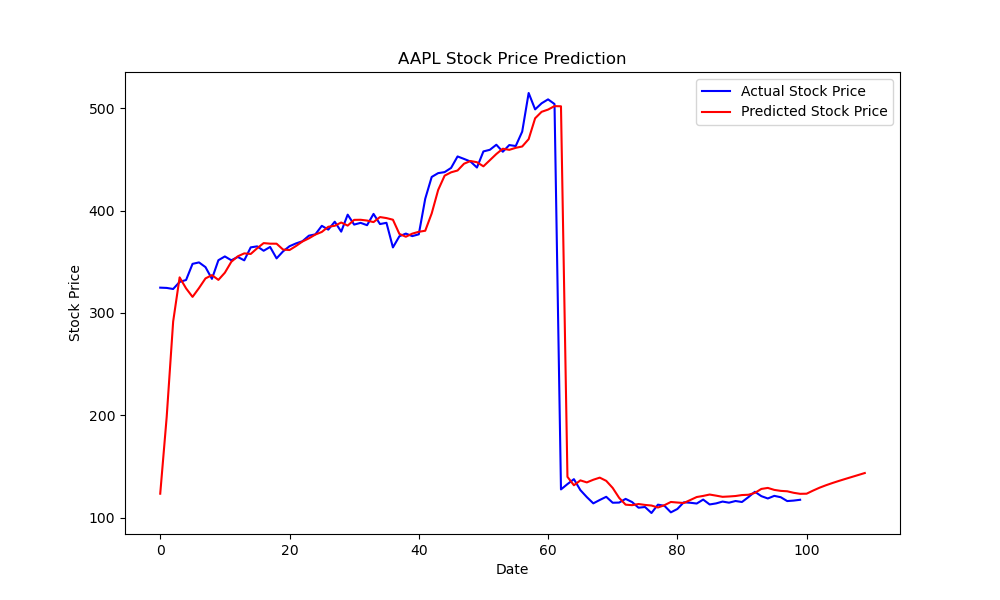 AAPL Stock Price Prediction
Actual Stock Price
Predicted Stock Price
Stock Price
500
400
300
200
100
0 20 40 60 80 100
Date